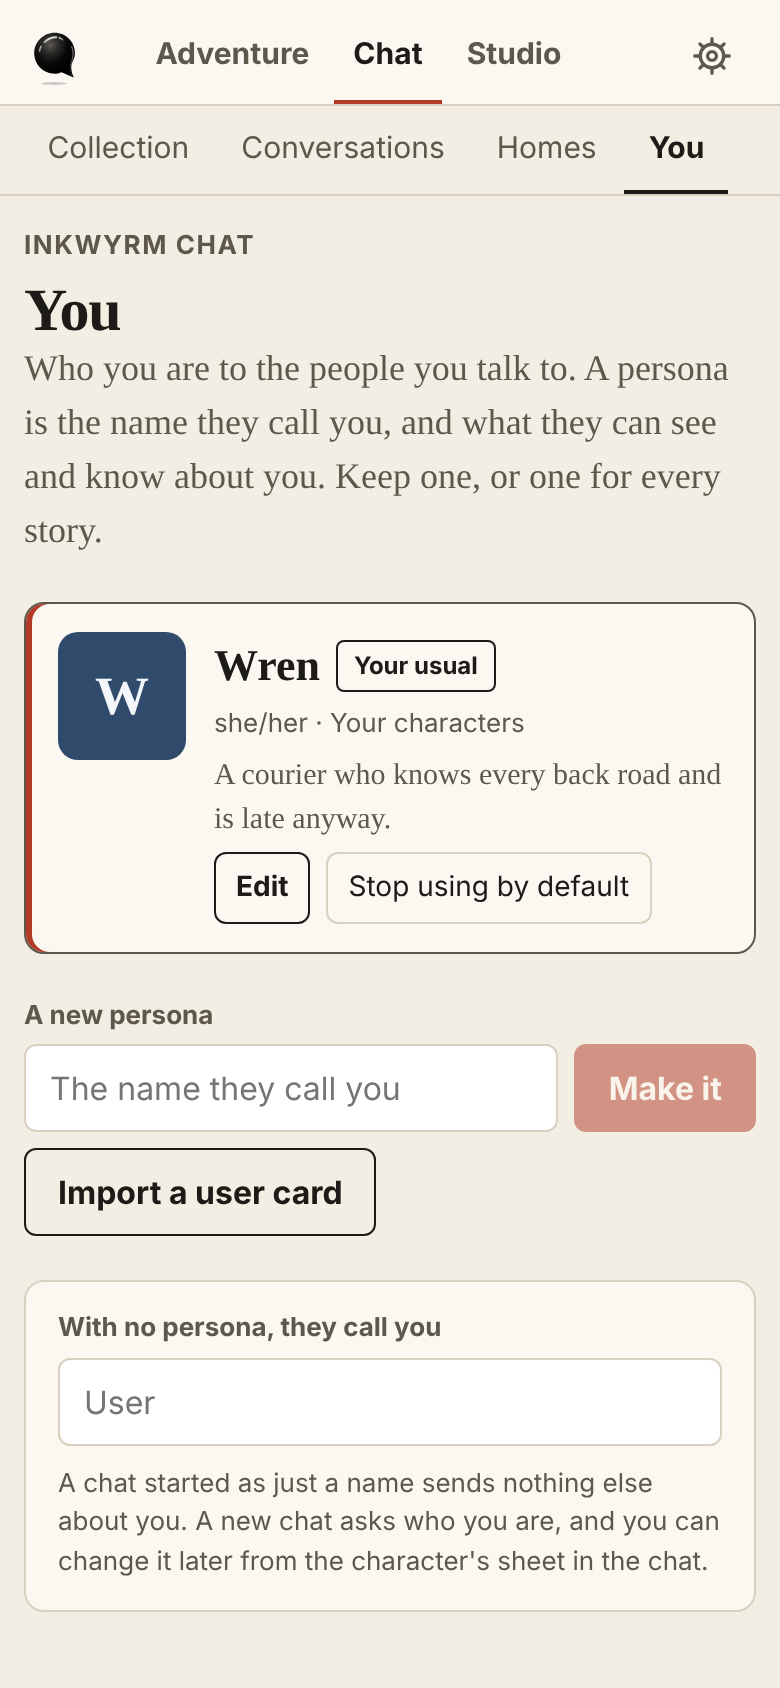 Adventure Chat Studio
Collection Conversations Homes You
INKWYRM CHAT
You
Who you are to the people you talk to. A persona
is the name they call you, and what they can see
and know about you. Keep one, or one for every
story.
W
Wren Your usual
she/her · Your characters
A courier who knows every back road and
is late anyway.
Edit Stop using by default
A new persona
The name they call you Make it
Import a user card
With no persona, they call you
User
A chat started as just a name sends nothing else
about you. A new chat asks who you are, and you can
change it later from the character's sheet in the chat.